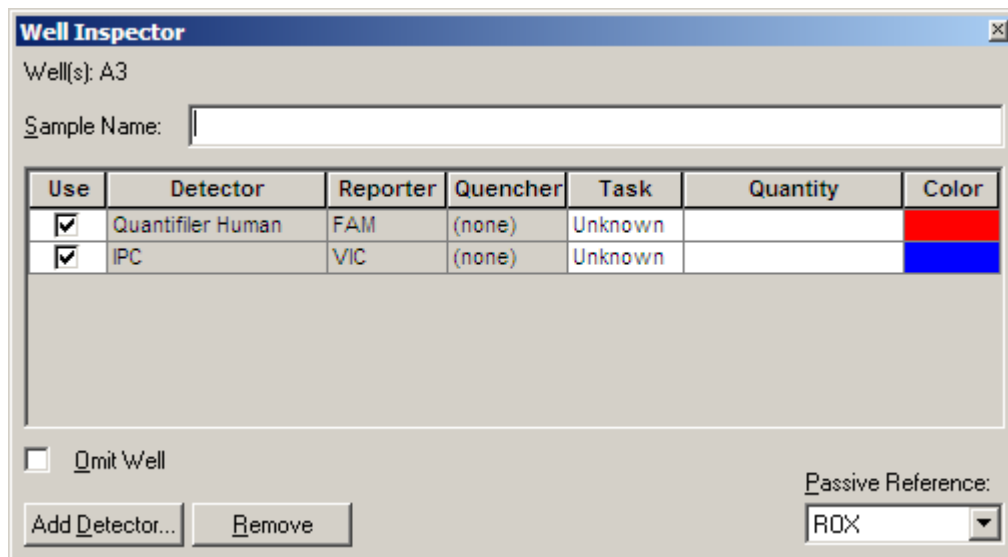 Well Inspector
Well(s): A3
Sample Name:
Use Detector Reporter Quencher Task Quantity Color
Quantifiler Human FAM (none) Unknown
IPC VIC (none) Unknown
Omit Well
Passive Reference:
Add Detector... Remove ROX